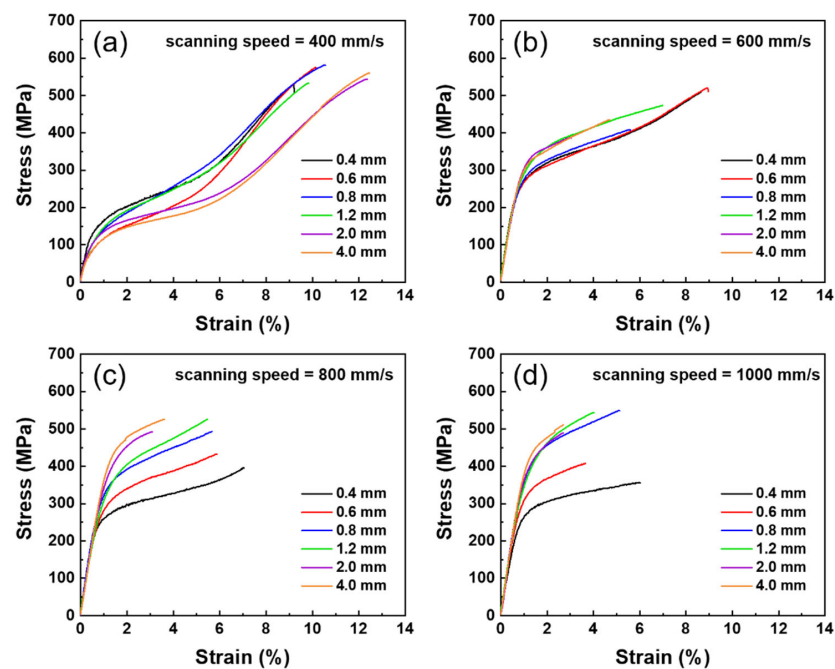 (a)
scanning speed = 400 mm/s
700
600
500
400
300
200
100
0
Stress (MPa)
0.4 mm
0.6 mm
0.8 mm
1.2 mm
2.0 mm
4.0 mm
0 2 4 6 8 10 12 14
Strain (%)
(b)
scanning speed = 600 mm/s
700
600
500
400
300
200
100
0
Stress (MPa)
0.4 mm
0.6 mm
0.8 mm
1.2 mm
2.0 mm
4.0 mm
0 2 4 6 8 10 12 14
Strain (%)
(c)
scanning speed = 800 mm/s
700
600
500
400
300
200
100
0
Stress (MPa)
0.4 mm
0.6 mm
0.8 mm
1.2 mm
2.0 mm
4.0 mm
0 2 4 6 8 10 12 14
Strain (%)
(d)
scanning speed = 1000 mm/s
700
600
500
400
300
200
100
0
Stress (MPa)
0.4 mm
0.6 mm
0.8 mm
1.2 mm
2.0 mm
4.0 mm
0 2 4 6 8 10 12 14
Strain (%)